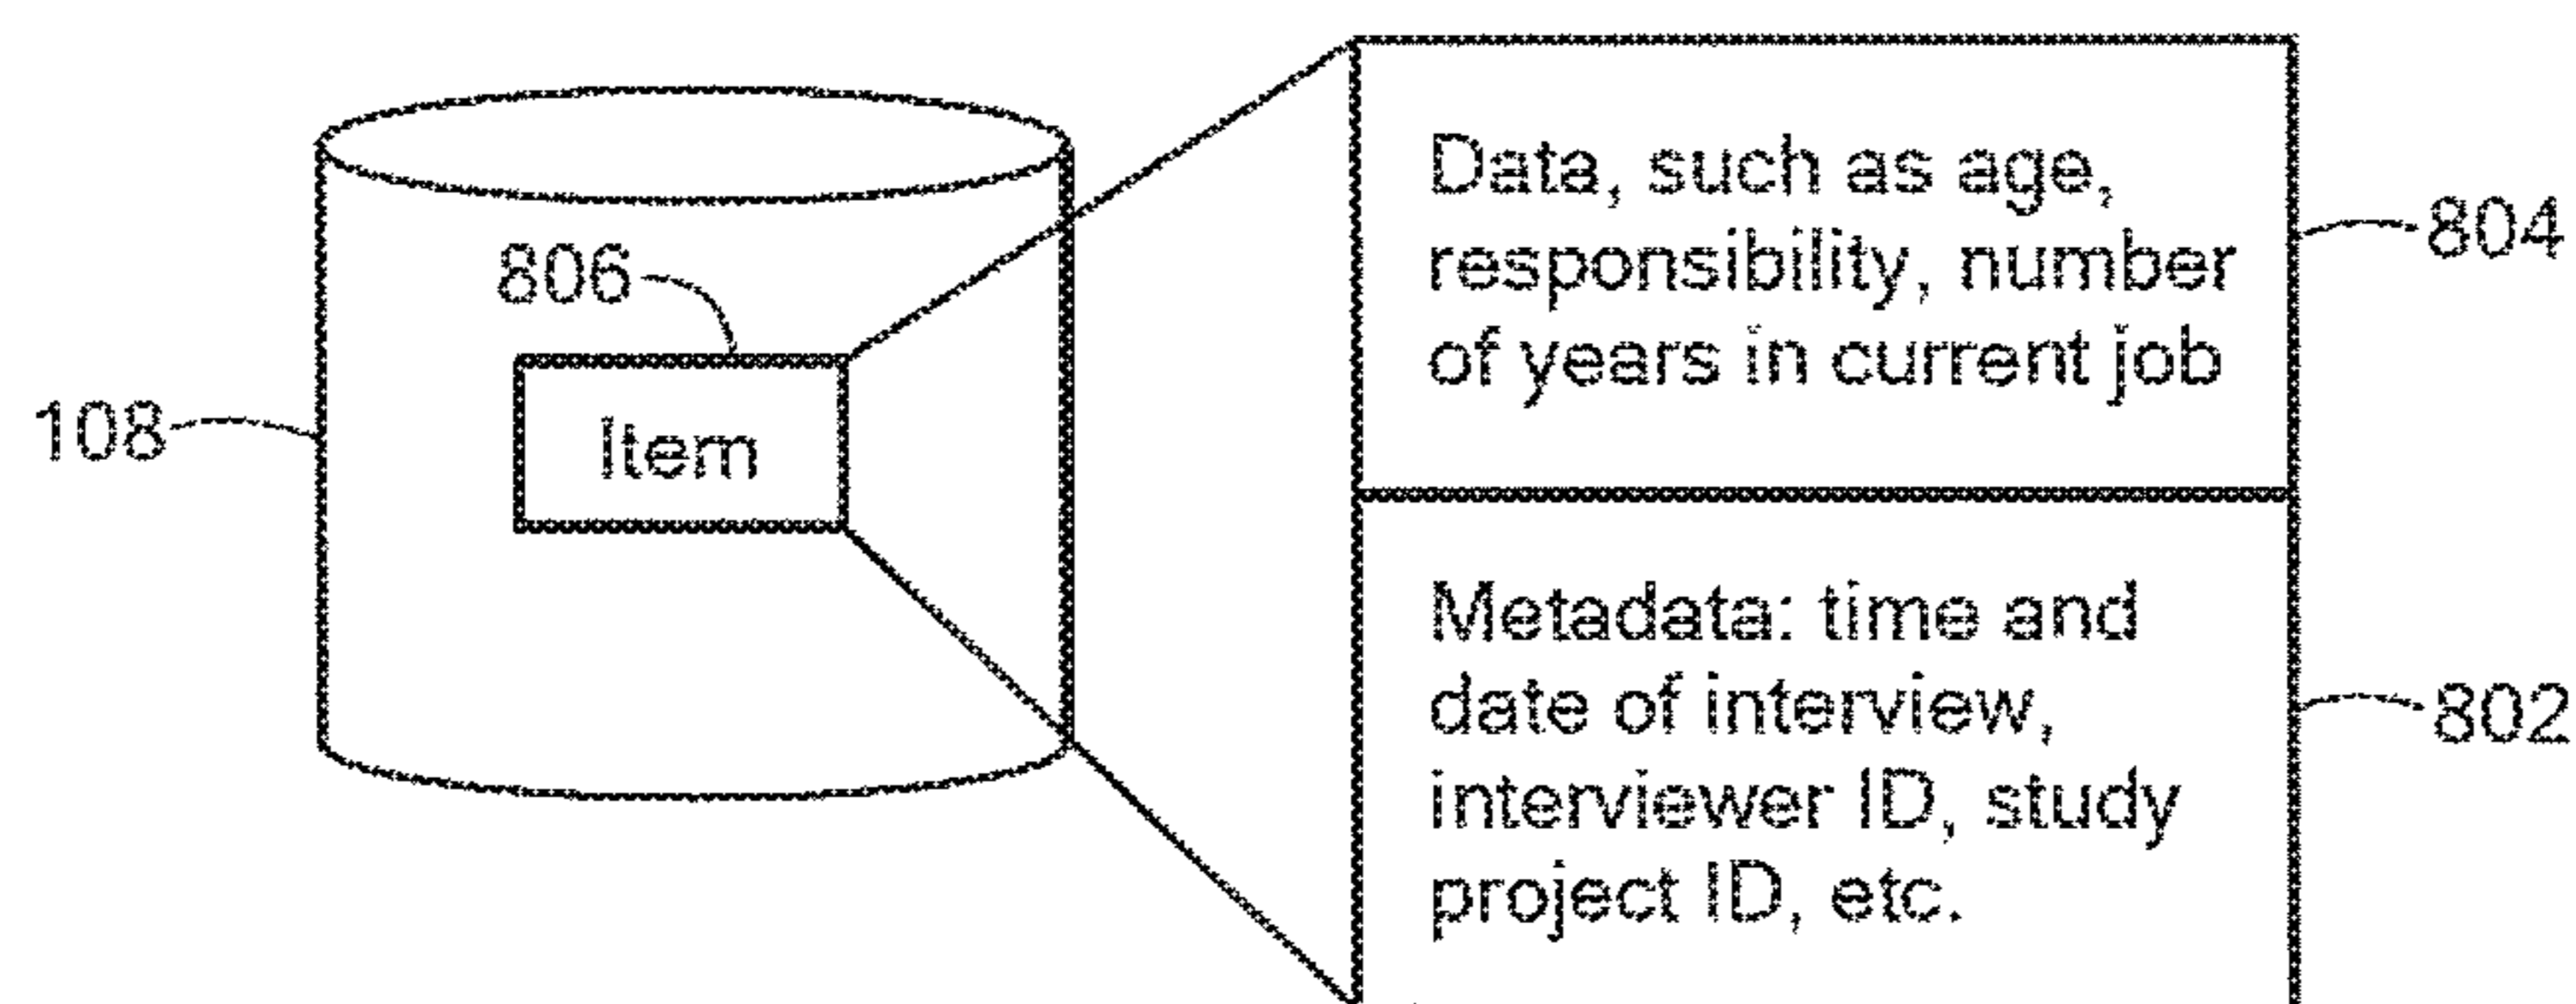 108
806
Item
Data, such as age,
responsibility, number
of years in current job
804
Metadata: time and
date of interview,
interviewer ID, study
project ID, etc.
802